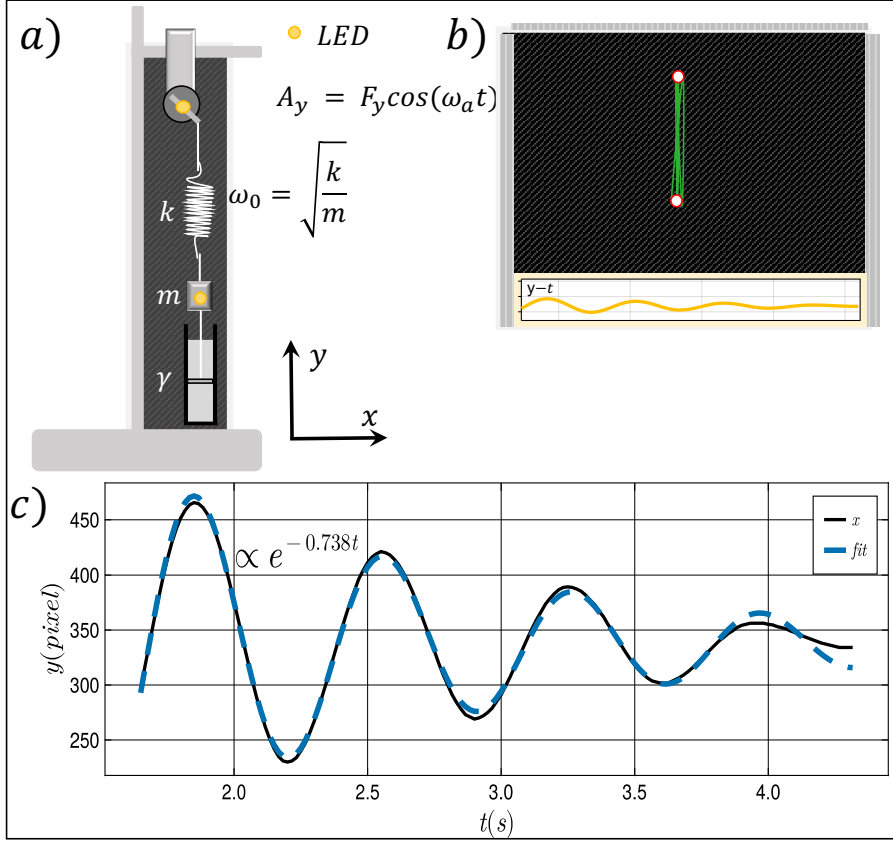 a)
LED
A_y = F_y cos(ω_a t)
ω_0 = √(k/m)
k
m
γ
y
x
b)
y−t
c)
450
400
350
300
250
y(pixel)
∝ e^{−0.738t}
x
fit
2.0
2.5
3.0
3.5
4.0
t(s)